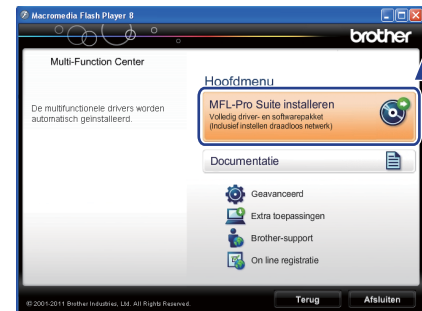 Macromedia Flash Player 8
brother
Multi-Function Center
De multifunctionele drivers worden
automatisch geïnstalleerd.
Hoofdmenu
MFL-Pro Suite installeren
Volledig driver- en softwarepakket
(Inclusief instellen draadloos netwerk)
Documentatie
Geavanceerd
Extra toepassingen
Brother-support
On line registratie
© 2001-2011 Brother Industries, Ltd. All Rights Reserved.
Terug
Afsluiten